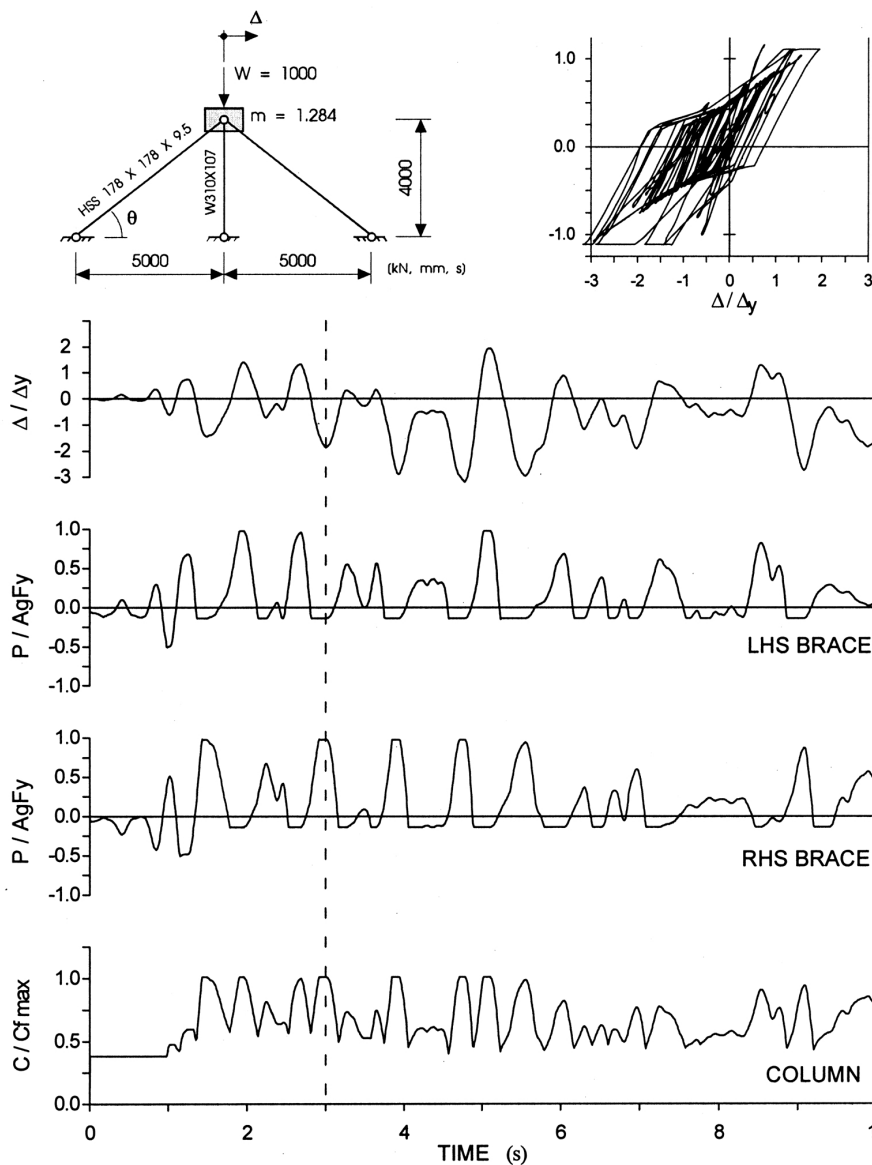 Δ
W = 1000
m = 1.284
HSS 178 X 178 X 9.5
W310X107
θ
4000
5000
5000
(kN, mm, s)
1.0
0.0
-1.0
-3
-2
-1
0
1
2
3
Δ / Δy
2
1
0
-1
-2
-3
Δ / Δy
1.0
0.5
0.0
-0.5
-1.0
P / AgFy
LHS BRACE
1.0
0.5
0.0
-0.5
-1.0
P / AgFy
RHS BRACE
1.0
0.5
0.0
C / Cf max
COLUMN
0
2
4
6
8
1
TIME (s)